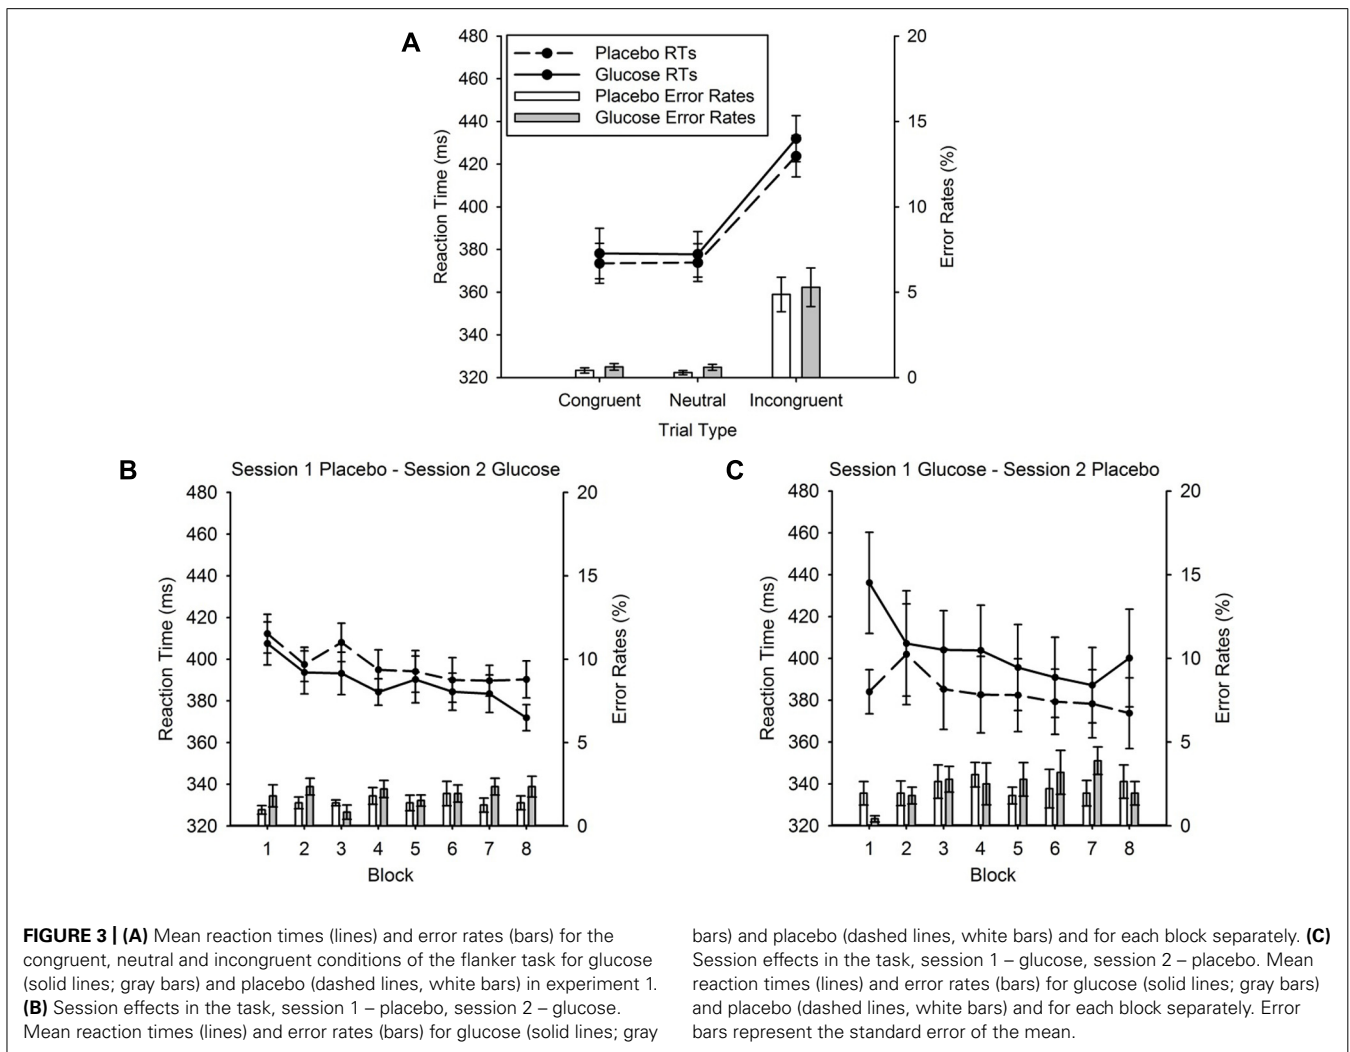 A
480
460
440
420
400
380
360
340
320
Reaction Time (ms)
Placebo RTs
Glucose RTs
Placebo Error Rates
Glucose Error Rates
20
15
10
5
0
Error Rates (%)
Congruent Neutral Incongruent
Trial Type
B
Session 1 Placebo - Session 2 Glucose
480
460
440
420
400
380
360
340
320
Reaction Time (ms)
20
15
10
5
0
Error Rates (%)
1 2 3 4 5 6 7 8
Block
C
Session 1 Glucose - Session 2 Placebo
480
460
440
420
400
380
360
340
320
Reaction Time (ms)
20
15
10
5
0
Error Rates (%)
1 2 3 4 5 6 7 8
Block
FIGURE 3 | (A) Mean reaction times (lines) and error rates (bars) for the
congruent, neutral and incongruent conditions of the flanker task for glucose
(solid lines; gray bars) and placebo (dashed lines, white bars) in experiment 1.
(B) Session effects in the task, session 1 – placebo, session 2 – glucose.
Mean reaction times (lines) and error rates (bars) for glucose (solid lines; gray
bars) and placebo (dashed lines, white bars) and for each block separately. (C)
Session effects in the task, session 1 – glucose, session 2 – placebo. Mean
reaction times (lines) and error rates (bars) for glucose (solid lines; gray bars)
and placebo (dashed lines, white bars) and for each block separately. Error
bars represent the standard error of the mean.